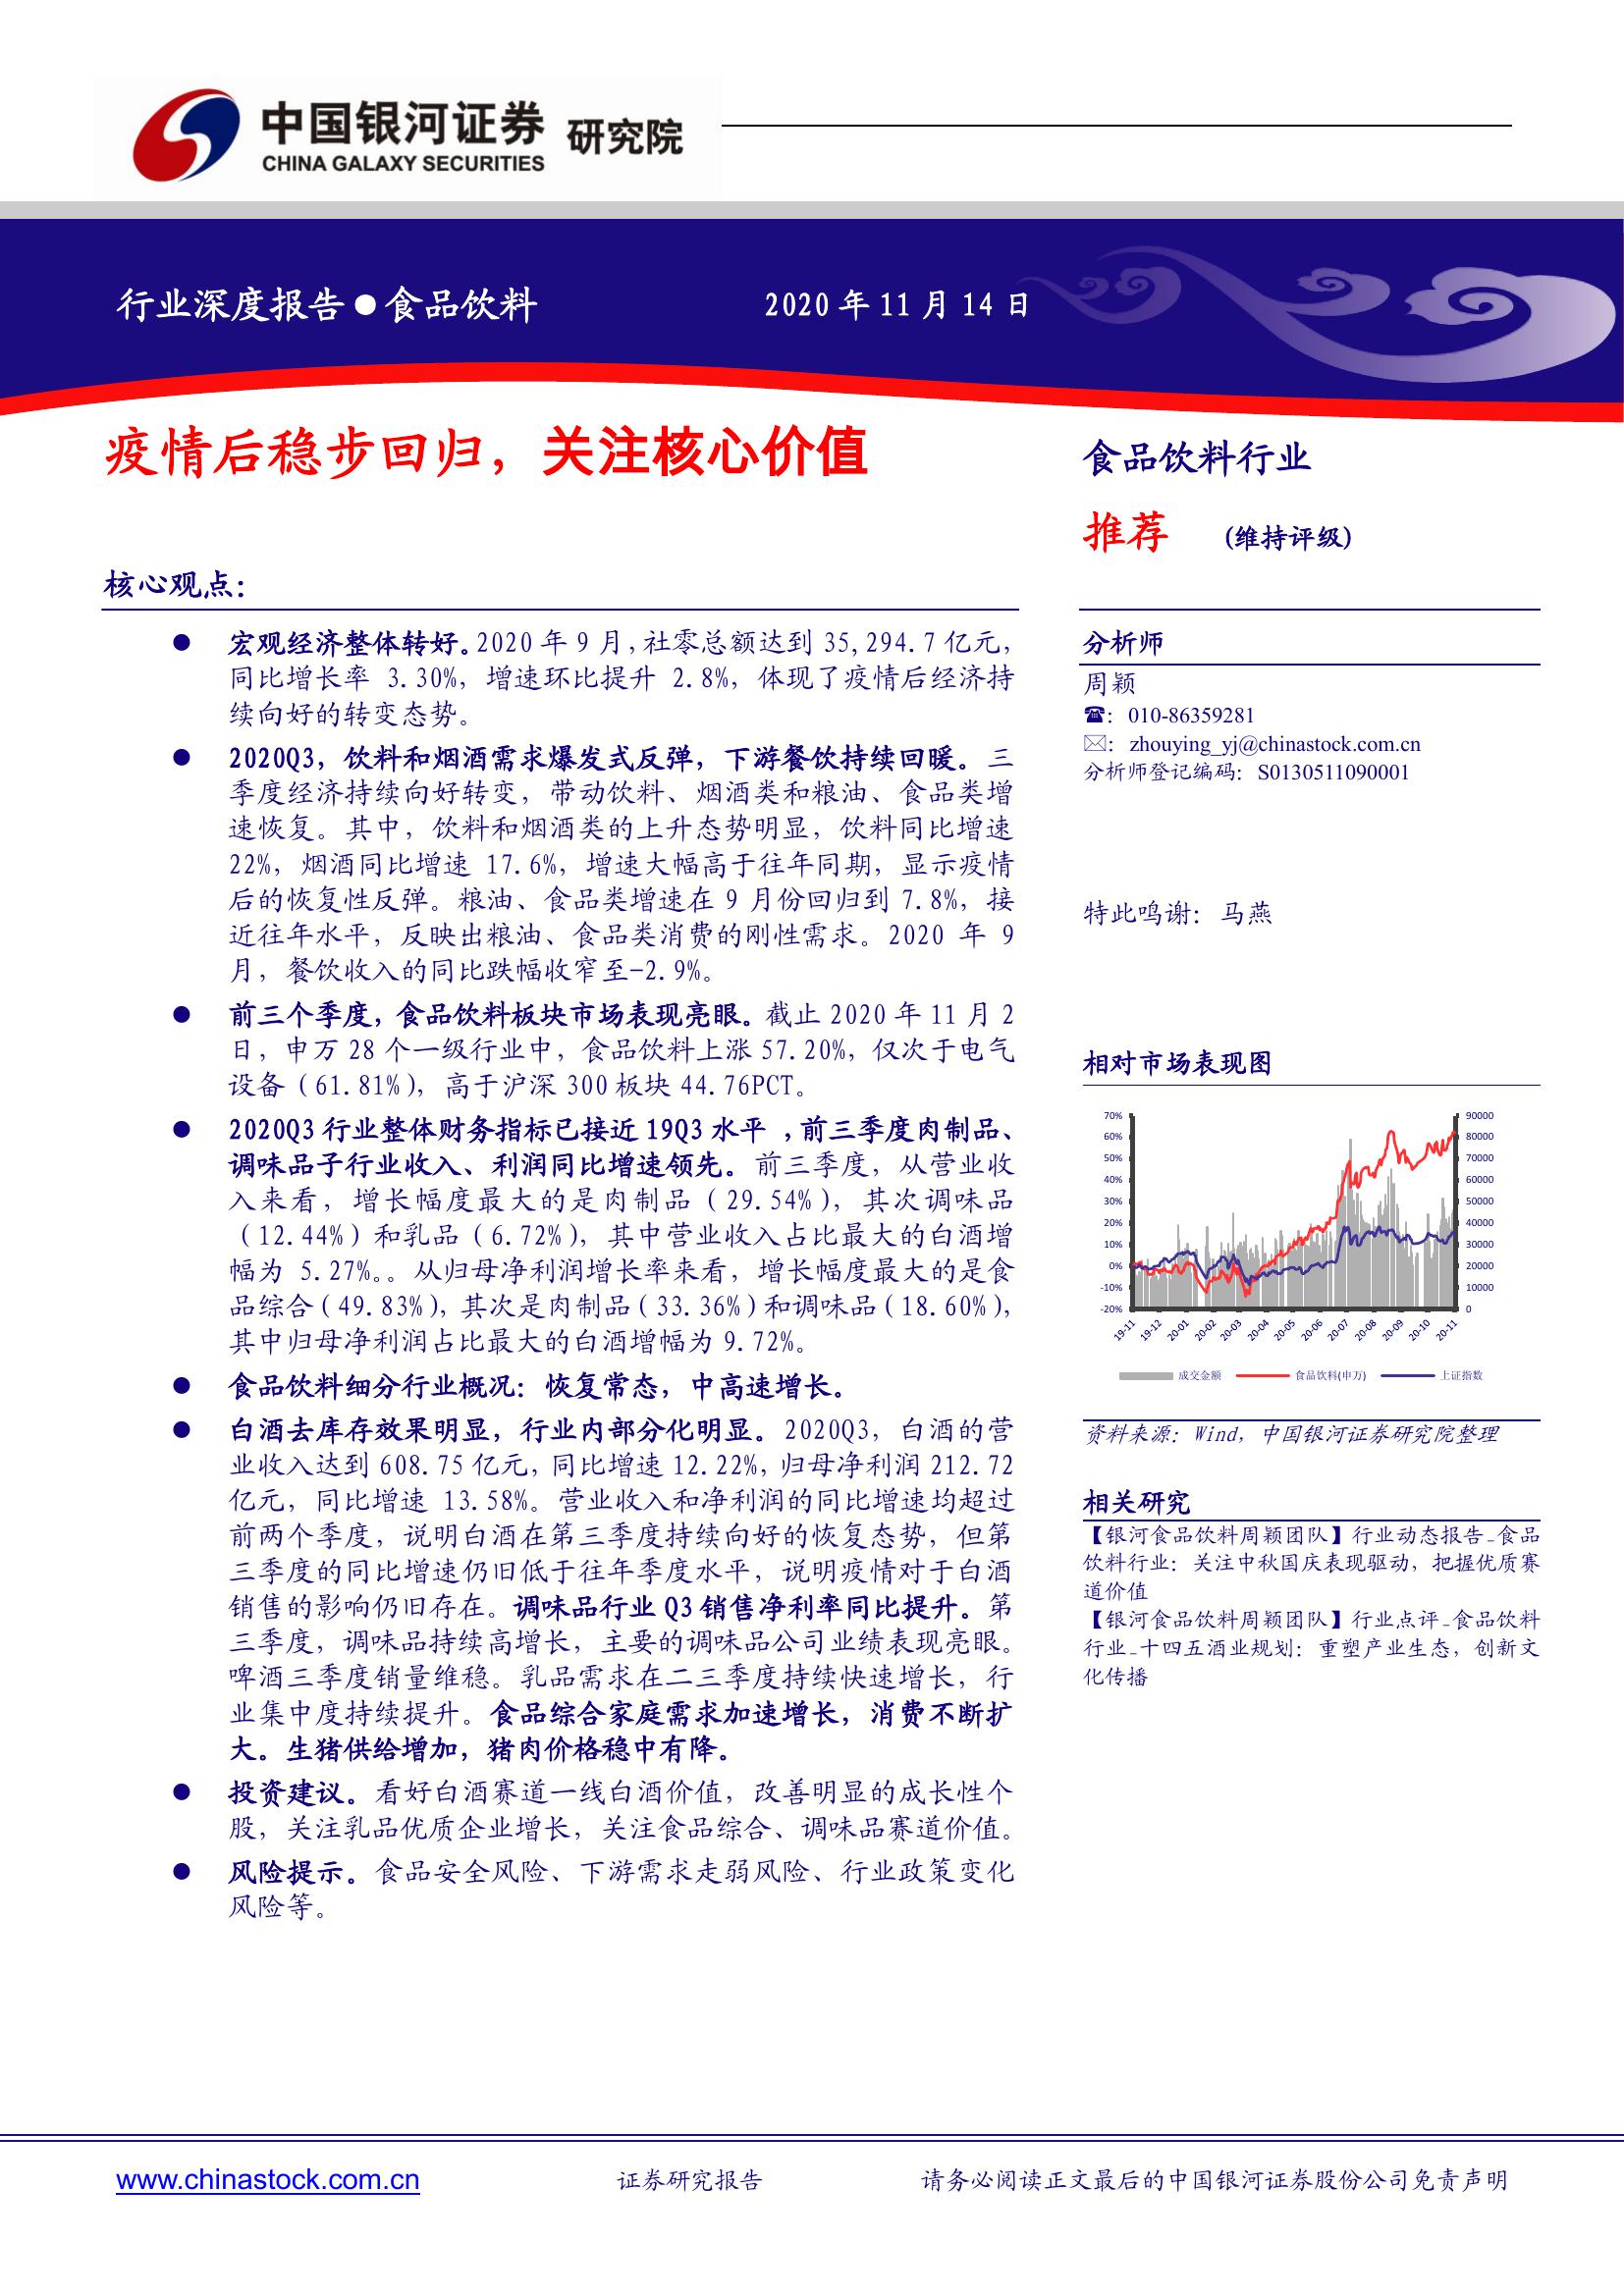 中国银河证券 研究院
CHINA GALAXY SECURITIES
行业深度报告●食品饮料
2020 年 11 月 14 日
疫情后稳步回归，关注核心价值
核心观点：
● 宏观经济整体转好。2020 年 9 月，社零总额达到 35,294.7 亿元，
同比增长率 3.30%，增速环比提升 2.8%，体现了疫情后经济持
续向好的转变态势。
● 2020Q3，饮料和烟酒需求爆发式反弹，下游餐饮持续回暖。三
季度经济持续向好转变，带动饮料、烟酒类和粮油、食品类增
速恢复。其中，饮料和烟酒类的上升态势明显，饮料同比增速
22%，烟酒同比增速 17.6%，增速大幅高于往年同期，显示疫情
后的恢复性反弹。粮油、食品类增速在 9 月份回归到 7.8%，接
近往年水平，反映出粮油、食品类消费的刚性需求。2020 年 9
月，餐饮收入的同比跌幅收窄至-2.9%。
● 前三个季度，食品饮料板块市场表现亮眼。截止 2020 年 11 月 2
日，申万 28 个一级行业中，食品饮料上涨 57.20%，仅次于电气
设备（61.81%），高于沪深 300 板块 44.76PCT。
● 2020Q3 行业整体财务指标已接近 19Q3 水平 ，前三季度肉制品、
调味品子行业收入、利润同比增速领先。前三季度，从营业收
入来看，增长幅度最大的是肉制品（29.54%），其次调味品
（12.44%）和乳品（6.72%），其中营业收入占比最大的白酒增
幅为 5.27%。。从归母净利润增长率来看，增长幅度最大的是食
品综合（49.83%），其次是肉制品（33.36%）和调味品（18.60%），
其中归母净利润占比最大的白酒增幅为 9.72%。
● 食品饮料细分行业概况：恢复常态，中高速增长。
● 白酒去库存效果明显，行业内部分化明显。2020Q3，白酒的营
业收入达到 608.75 亿元，同比增速 12.22%，归母净利润 212.72
亿元，同比增速 13.58%。营业收入和净利润的同比增速均超过
前两个季度，说明白酒在第三季度持续向好的恢复态势，但第
三季度的同比增速仍旧低于往年季度水平，说明疫情对于白酒
销售的影响仍旧存在。调味品行业 Q3 销售净利率同比提升。第
三季度，调味品持续高增长，主要的调味品公司业绩表现亮眼。
啤酒三季度销量维稳。乳品需求在二三季度持续快速增长，行
业集中度持续提升。食品综合家庭需求加速增长，消费不断扩
大。生猪供给增加，猪肉价格稳中有降。
● 投资建议。看好白酒赛道一线白酒价值，改善明显的成长性个
股，关注乳品优质企业增长，关注食品综合、调味品赛道价值。
● 风险提示。食品安全风险、下游需求走弱风险、行业政策变化
风险等。
食品饮料行业
推荐 (维持评级)
分析师
周颖
☎：010-86359281
✉：zhouying_yj@chinastock.com.cn
分析师登记编码：S0130511090001
特此鸣谢：马燕
相对市场表现图
70% 90000
60% 80000
50% 70000
40% 60000
30% 50000
20% 40000
10% 30000
0% 20000
-10% 10000
-20% 0
19-11 19-12 20-01 20-02 20-03 20-04 20-05 20-06 20-07 20-08 20-09 20-10 20-11
成交金额 食品饮料(申万) 上证指数
资料来源：Wind，中国银河证券研究院整理
相关研究
【银河食品饮料周颖团队】行业动态报告_食品
饮料行业：关注中秋国庆表现驱动，把握优质赛
道价值
【银河食品饮料周颖团队】行业点评_食品饮料
行业_十四五酒业规划：重塑产业生态，创新文
化传播
www.chinastock.com.cn 证券研究报告 请务必阅读正文最后的中国银河证券股份公司免责声明